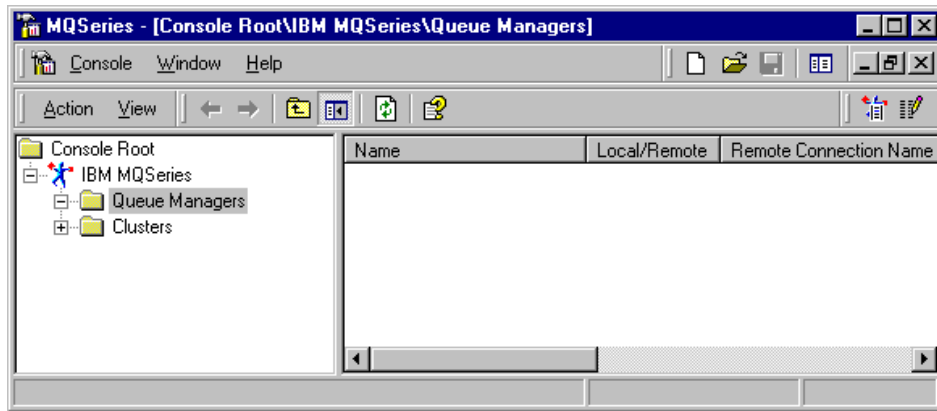 MQSeries - [Console Root\IBM MQSeries\Queue Managers]
Console Window Help
Action View
Console Root
IBM MQSeries
Queue Managers
Clusters
Name Local/Remote Remote Connection Name